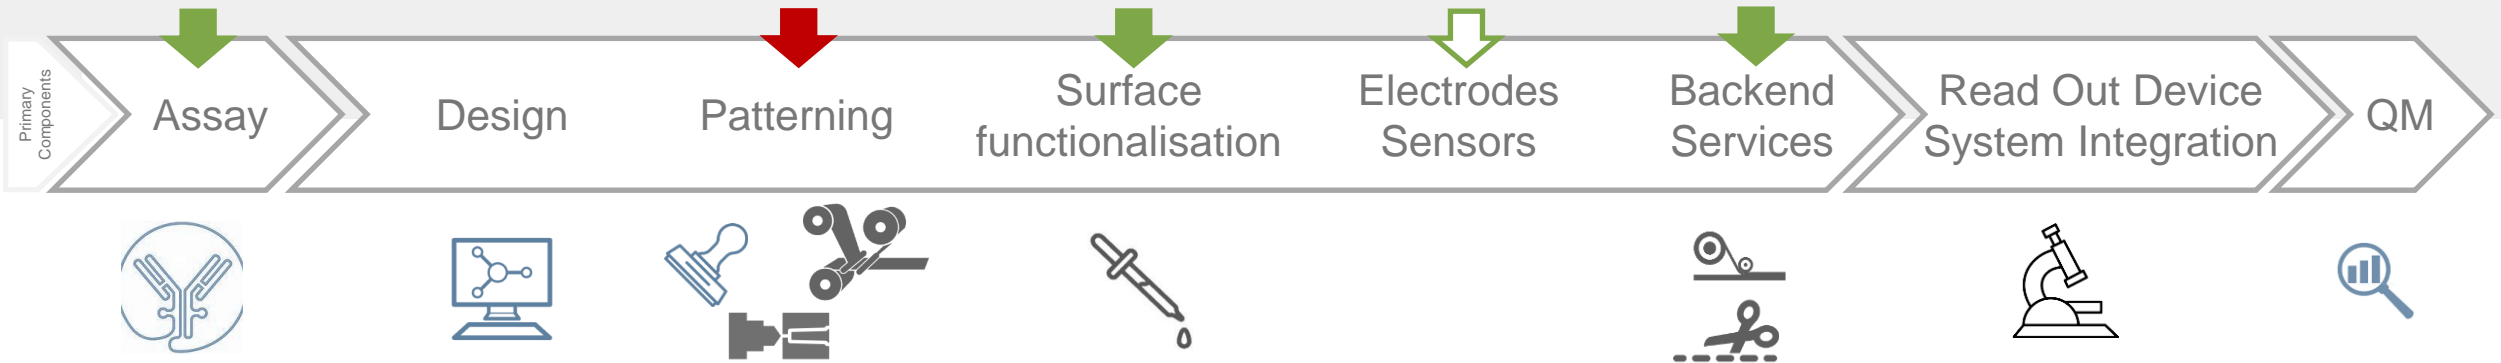 Primary
Components
Assay
Design
Patterning
Surface
functionalisation
Electrodes
Sensors
Backend
Services
Read Out Device
System Integration
QM